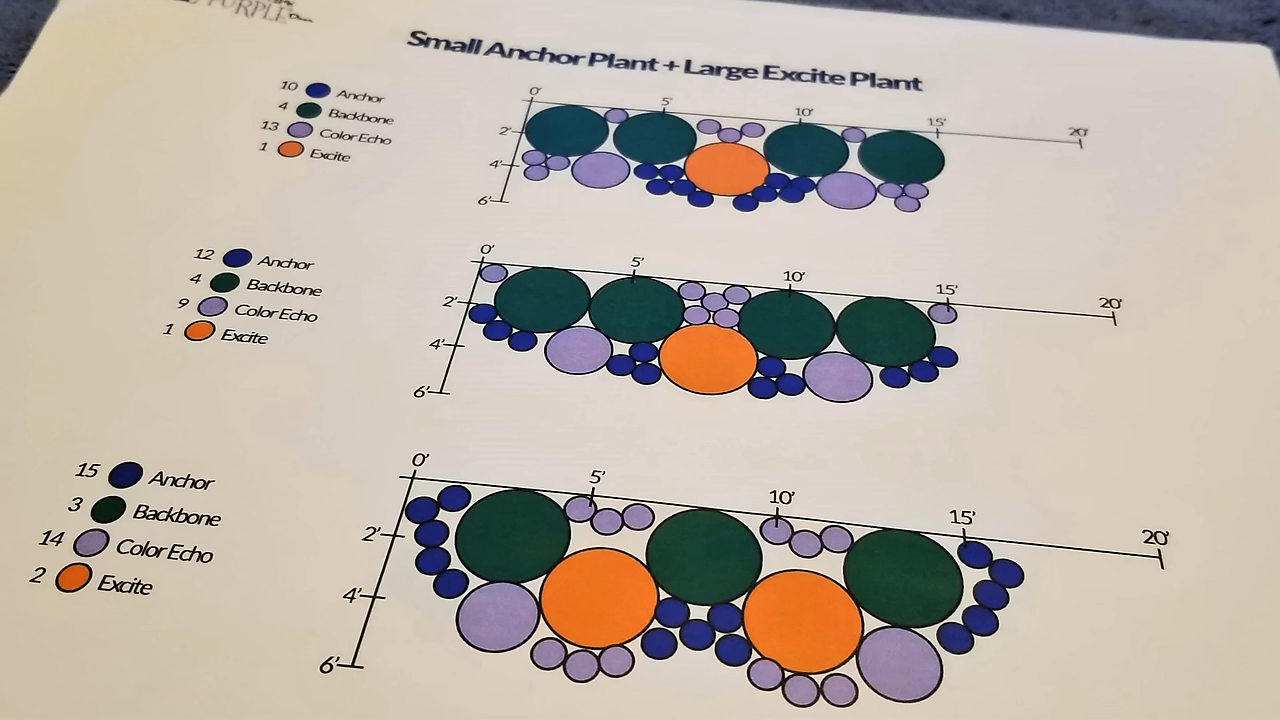 PURPLE
Small Anchor Plant + Large Excite Plant
10 Anchor
4 Backbone
13 Color Echo
1 Excite
0' 5' 10' 15' 20'
2'
4'
6'
12 Anchor
4 Backbone
9 Color Echo
1 Excite
0' 5' 10' 15' 20'
2'
4'
6'
15 Anchor
3 Backbone
14 Color Echo
2 Excite
0' 5' 10' 15' 20'
2'
4'
6'